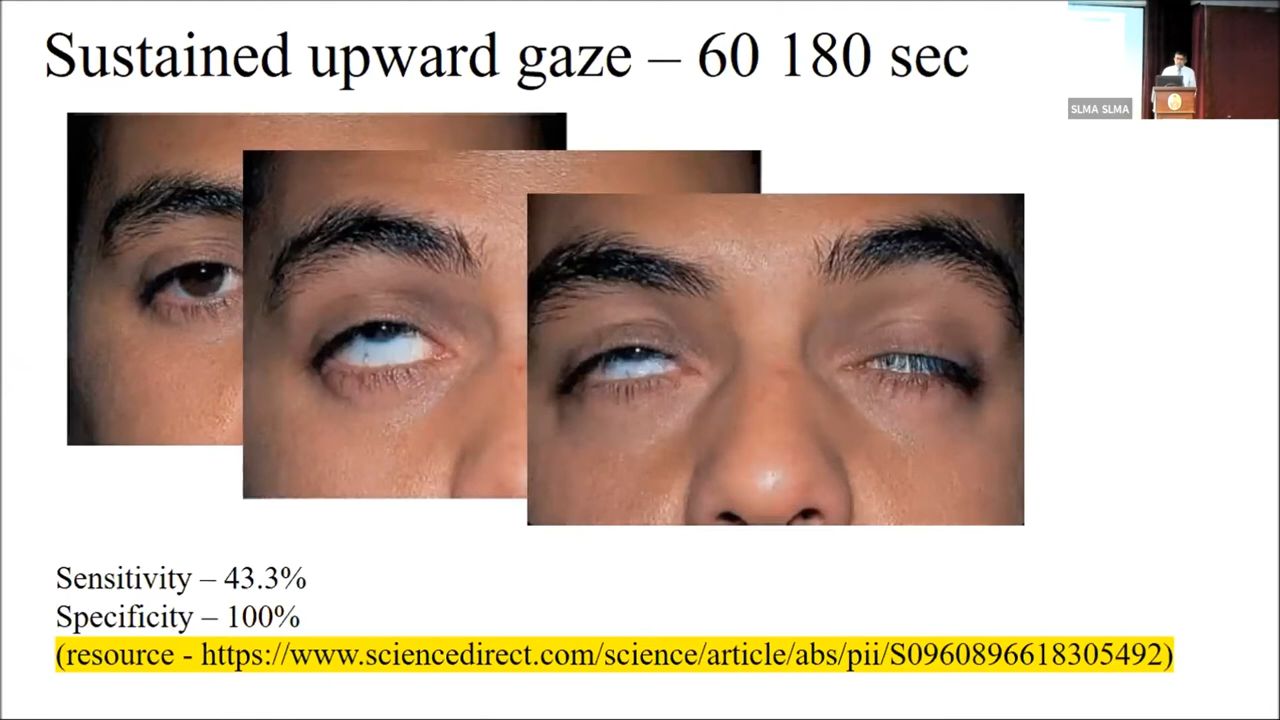 Sustained upward gaze – 60 180 sec
SLMA SLMA
Sensitivity – 43.3%
Specificity – 100%
(resource - https://www.sciencedirect.com/science/article/abs/pii/S0960896618305492)